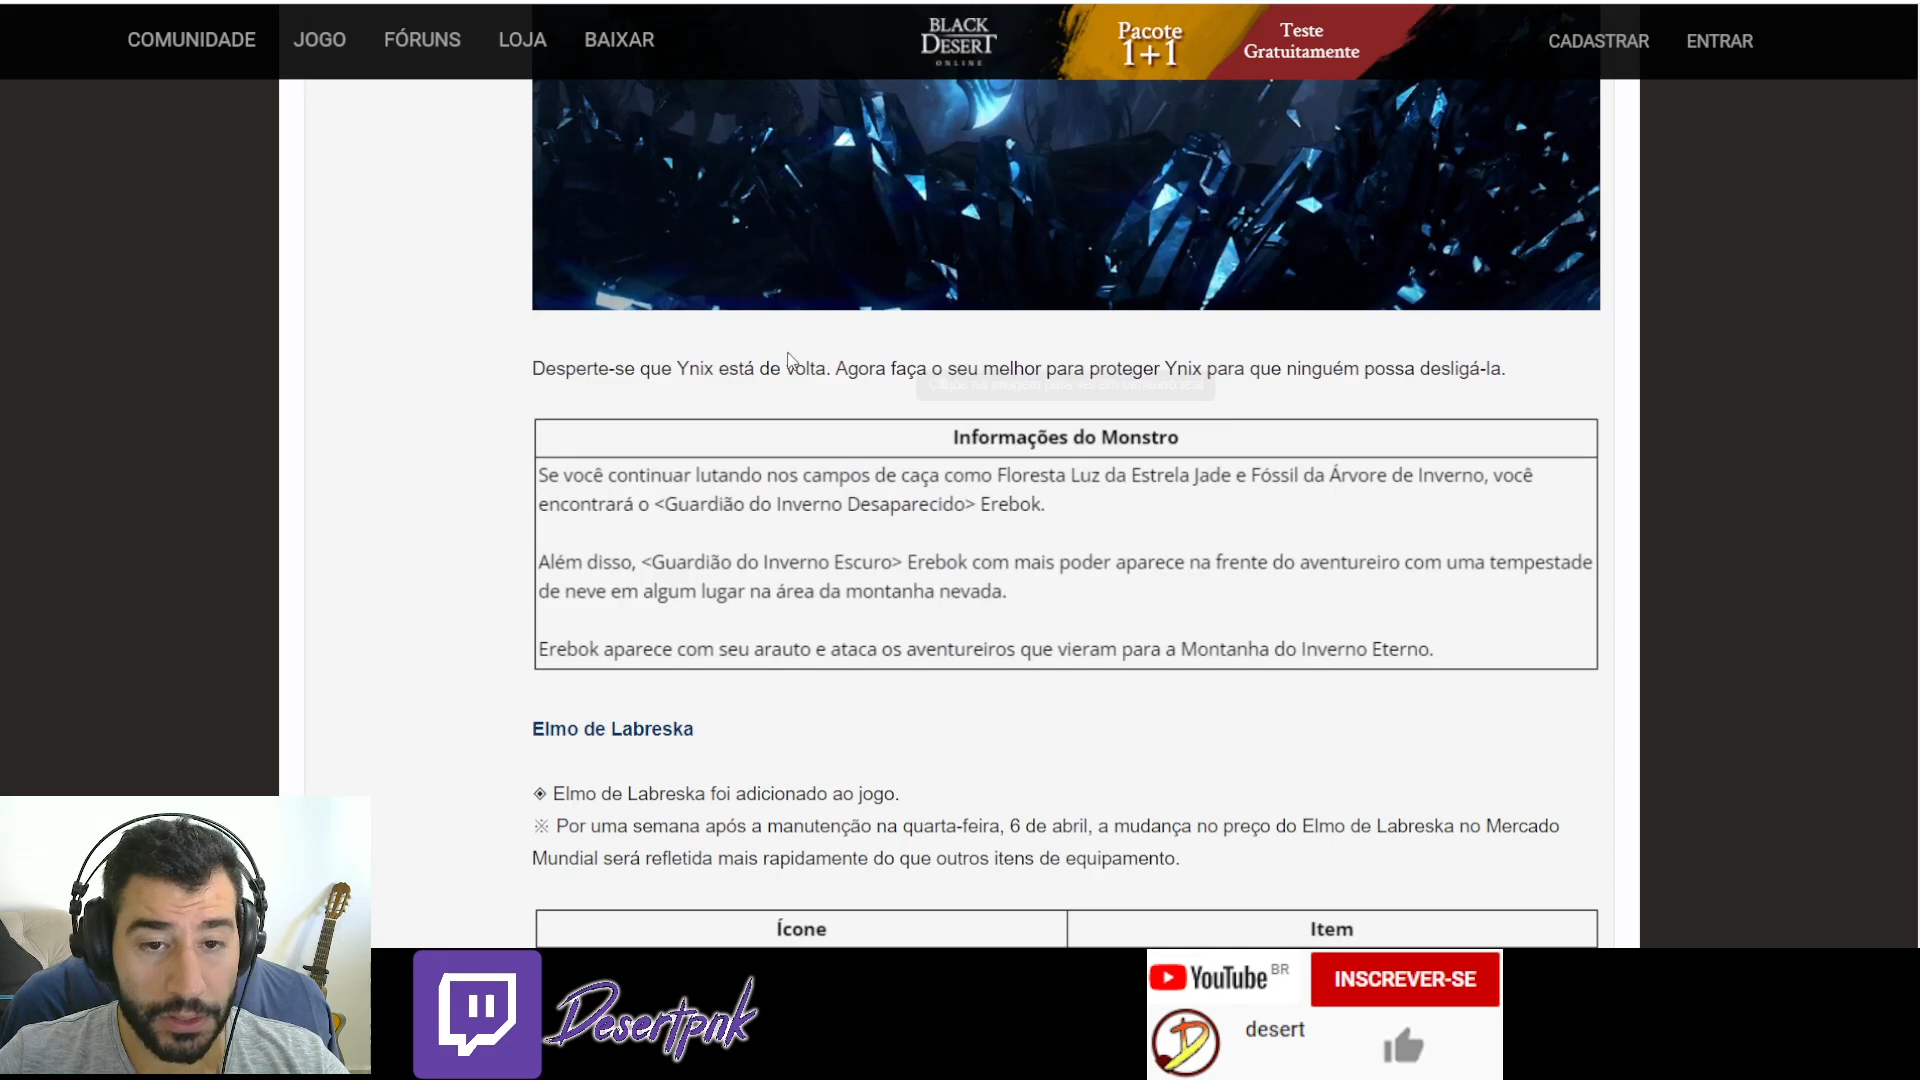 COMUNIDADE JOGO FÓRUNS LOJA BAIXAR
BLACK
DESERT
ONLINE
Pacote
1+1
Teste
Gratuitamente
CADASTRAR ENTRAR
Desperte-se que Ynix está de volta. Agora faça o seu melhor para proteger Ynix para que ninguém possa desligá-la.
Clique na imagem para ver em tamanho real
Informações do Monstro
Se você continuar lutando nos campos de caça como Floresta Luz da Estrela Jade e Fóssil da Árvore de Inverno, você
encontrará o <Guardião do Inverno Desaparecido> Erebok.
Além disso, <Guardião do Inverno Escuro> Erebok com mais poder aparece na frente do aventureiro com uma tempestade
de neve em algum lugar na área da montanha nevada.
Erebok aparece com seu arauto e ataca os aventureiros que vieram para a Montanha do Inverno Eterno.
Elmo de Labreska
◈ Elmo de Labreska foi adicionado ao jogo.
※ Por uma semana após a manutenção na quarta-feira, 6 de abril, a mudança no preço do Elmo de Labreska no Mercado
Mundial será refletida mais rapidamente do que outros itens de equipamento.
Ícone Item
Desertpnk
YouTube BR
INSCREVER-SE
D
desert